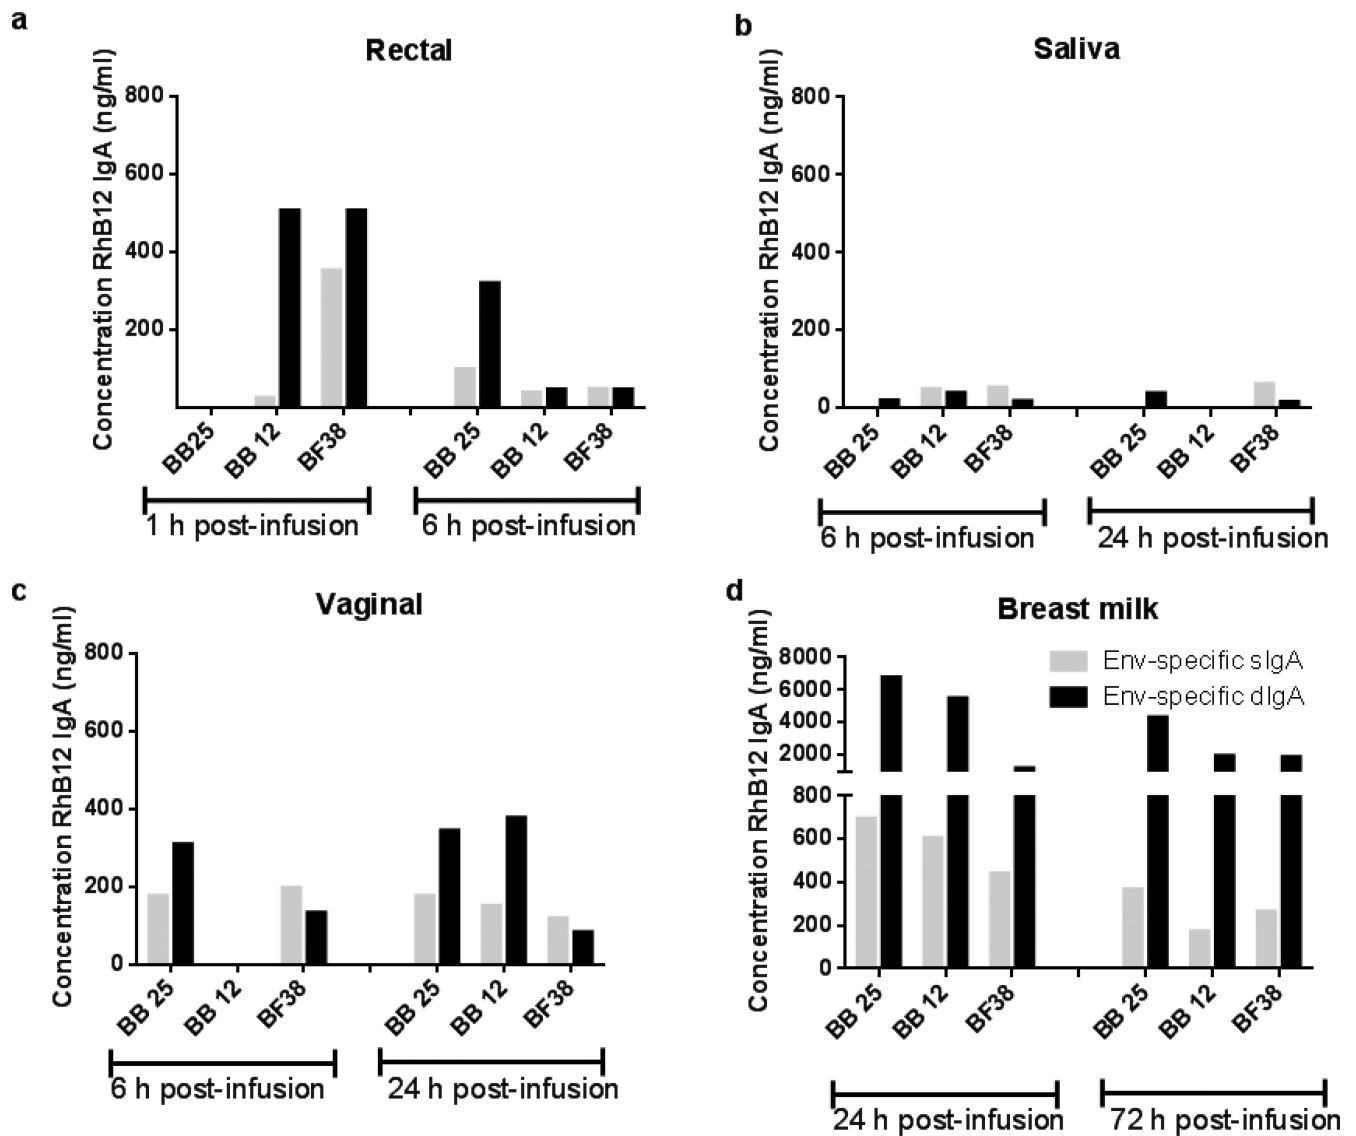 a
Rectal
Concentration RhB12 IgA (ng/ml)
800
600
400
200
BB25
BB 12
BF38
BB 25
BB 12
BF38
1 h post-infusion
6 h post-infusion
b
Saliva
Concentration RhB12 IgA (ng/ml)
800
600
400
200
0
BB 25
BB 12
BF38
BB 25
BB 12
BF38
6 h post-infusion
24 h post-infusion
c
Vaginal
Concentration RhB12 IgA (ng/ml)
800
600
400
200
0
BB 25
BB 12
BF38
BB 25
BB 12
BF38
6 h post-infusion
24 h post-infusion
d
Breast milk
Env-specific sIgA
Env-specific dIgA
Concentration RhB12 IgA (ng/ml)
8000
6000
4000
2000
800
600
400
200
0
BB 25
BB 12
BF38
BB 25
BB 12
BF38
24 h post-infusion
72 h post-infusion